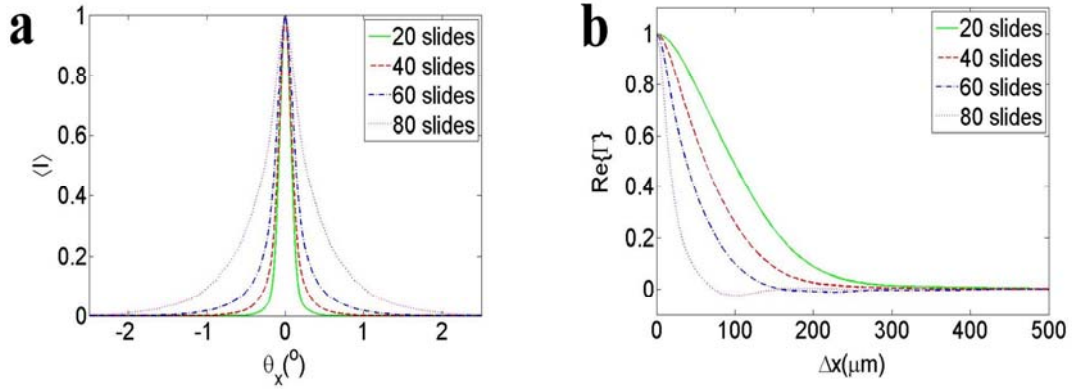 a
1
0.8
0.6
0.4
0.2
0
⟨I⟩
-2
-1
0
1
2
θx(o)
20 slides
40 slides
60 slides
80 slides
b
1
0.8
0.6
0.4
0.2
0
Re{Γ}
0
100
200
300
400
500
Δx(μm)
20 slides
40 slides
60 slides
80 slides